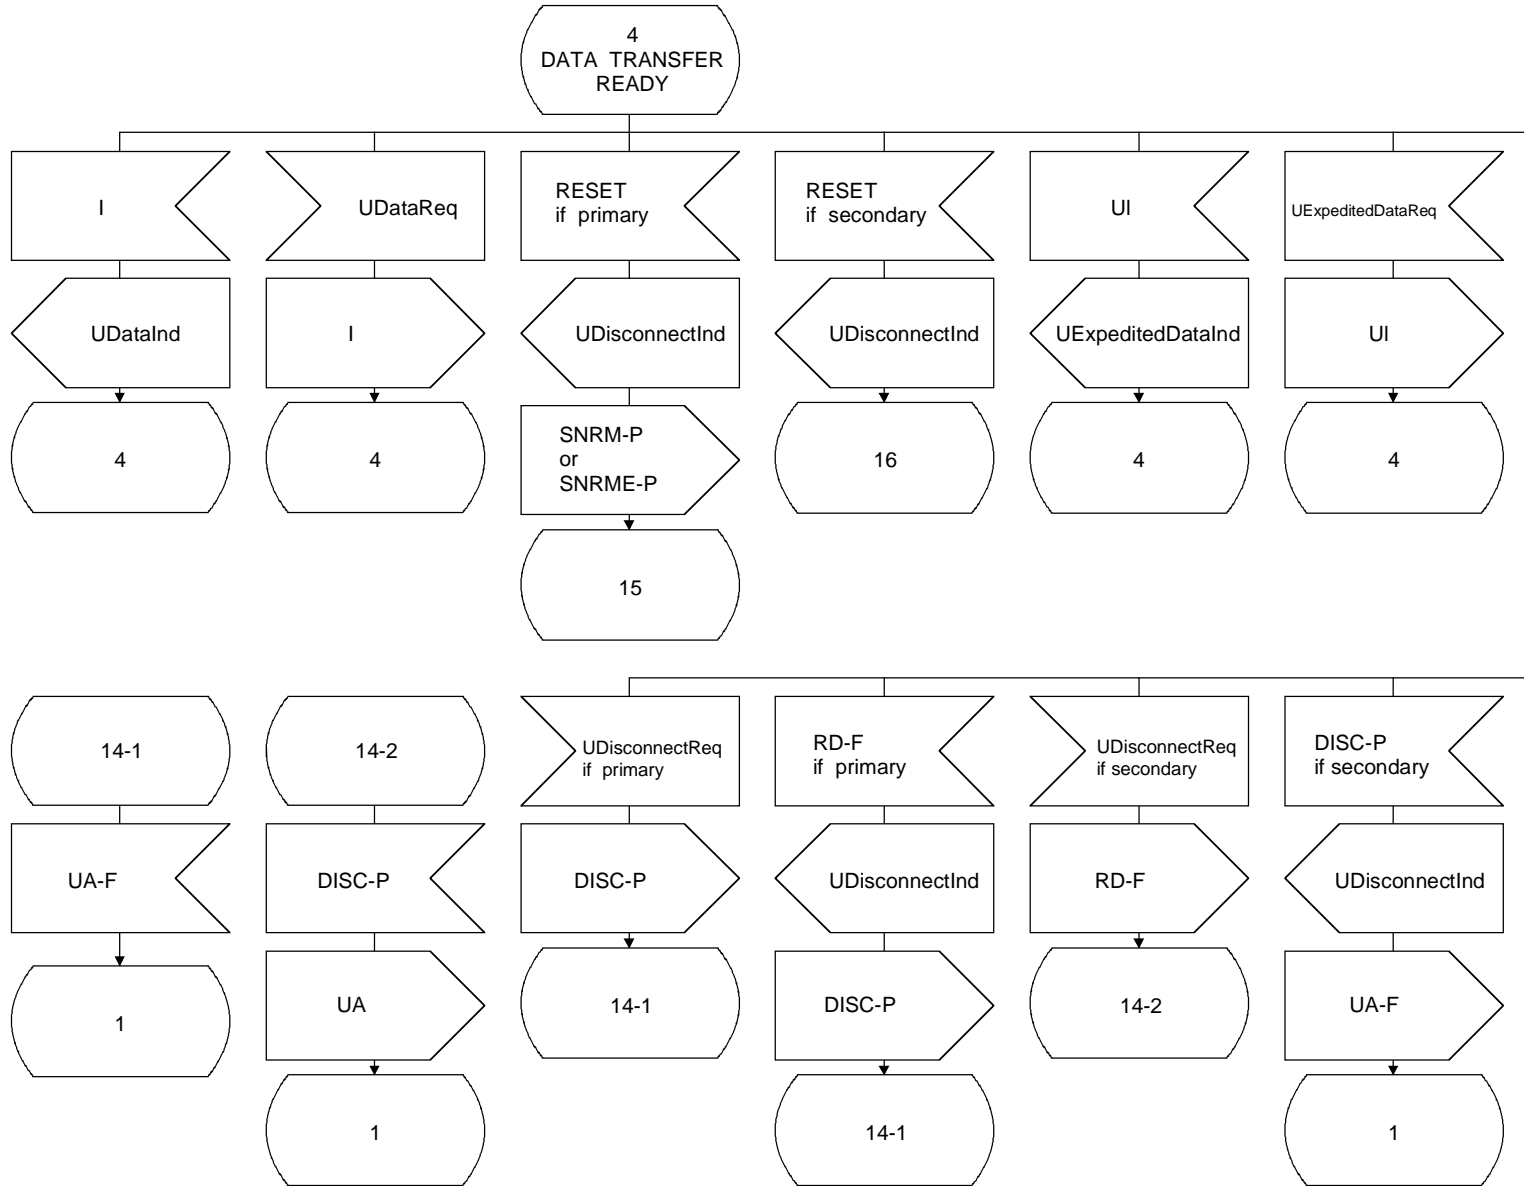 4
DATA TRANSFER
READY
I
UDataReq
RESET
if primary
RESET
if secondary
UI
UExpeditedDataReq
UDataInd
I
UDisconnectInd
UDisconnectInd
UExpeditedDataInd
UI
4
4
SNRM-P
or
SNRME-P
16
4
4
15
14-1
14-2
UDisconnectReq
if primary
RD-F
if primary
UDisconnectReq
if secondary
DISC-P
if secondary
UA-F
DISC-P
DISC-P
UDisconnectInd
RD-F
UDisconnectInd
1
UA
14-1
DISC-P
14-2
UA-F
1
14-1
1